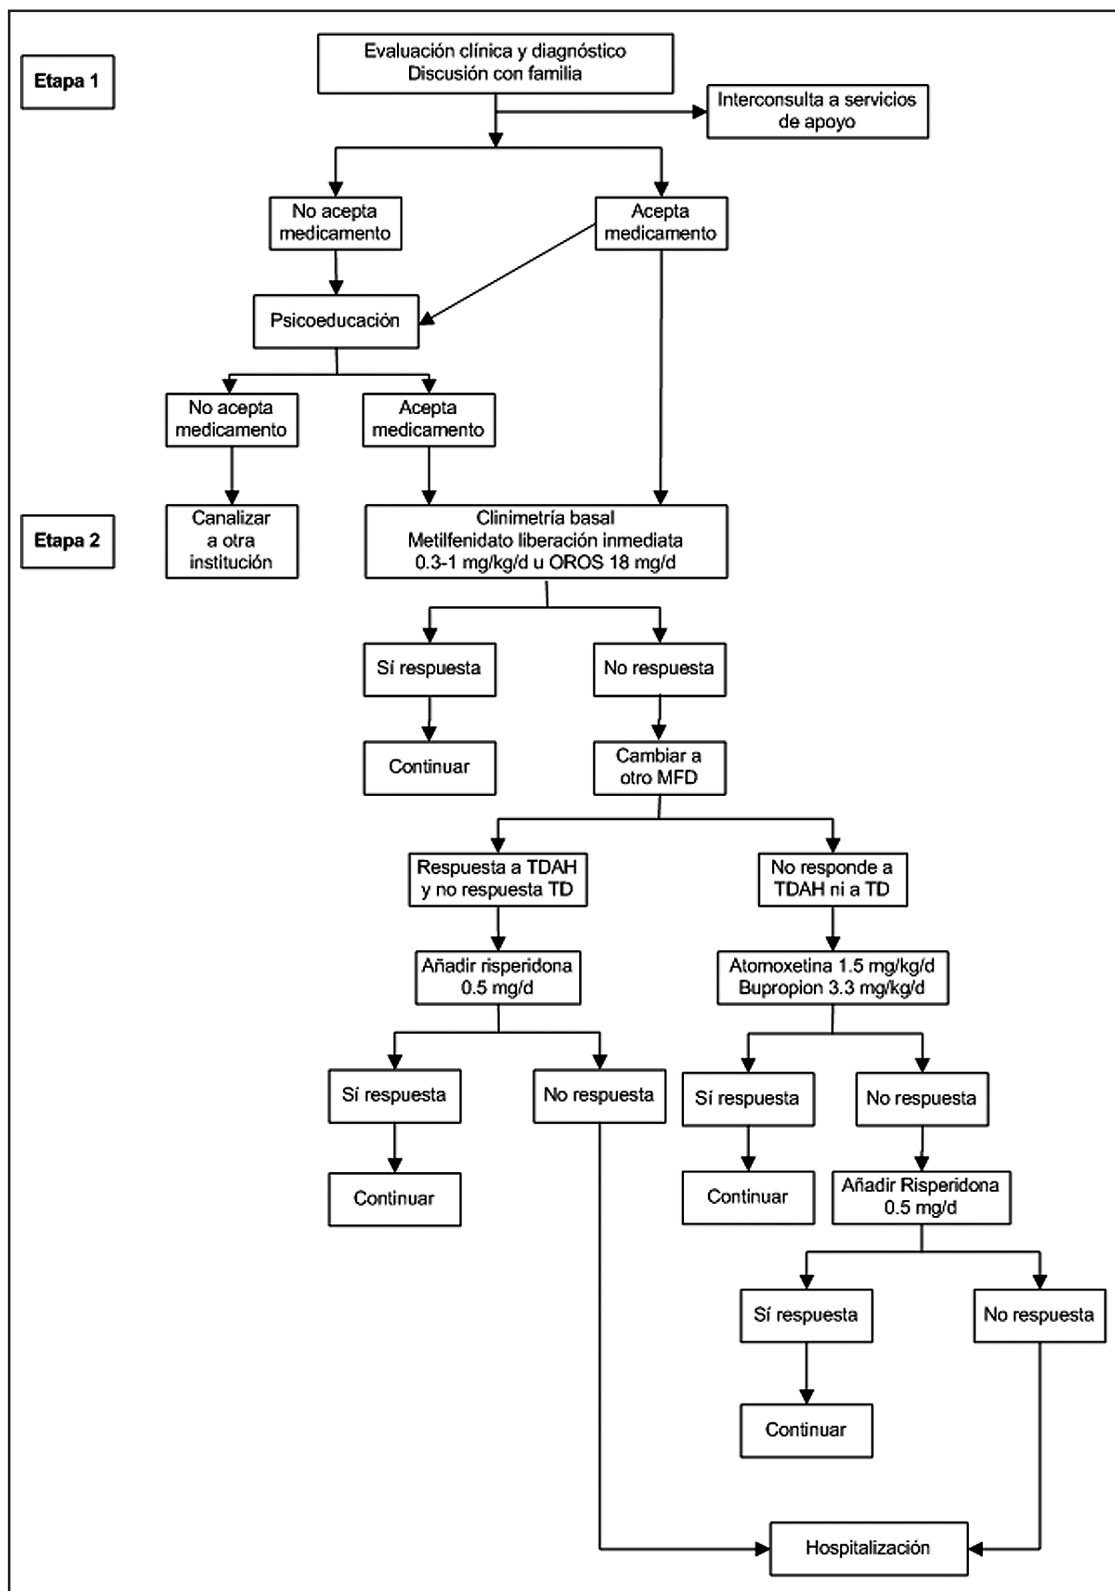 Etapa 1
Evaluación clínica y diagnóstico
Discusión con familia
Interconsulta a servicios
de apoyo
No acepta
medicamento
Acepta
medicamento
Psicoeducación
No acepta
medicamento
Acepta
medicamento
Etapa 2
Canalizar
a otra
institución
Clinimetría basal
Metilfenidato liberación inmediata
0.3-1 mg/kg/d u OROS 18 mg/d
Sí respuesta
No respuesta
Continuar
Cambiar a
otro MFD
Respuesta a TDAH
y no respuesta TD
No responde a
TDAH ni a TD
Añadir risperidona
0.5 mg/d
Atomoxetina 1.5 mg/kg/d
Bupropion 3.3 mg/kg/d
Sí respuesta
No respuesta
Sí respuesta
No respuesta
Continuar
Continuar
Añadir Risperidona
0.5 mg/d
Sí respuesta
No respuesta
Continuar
Hospitalización